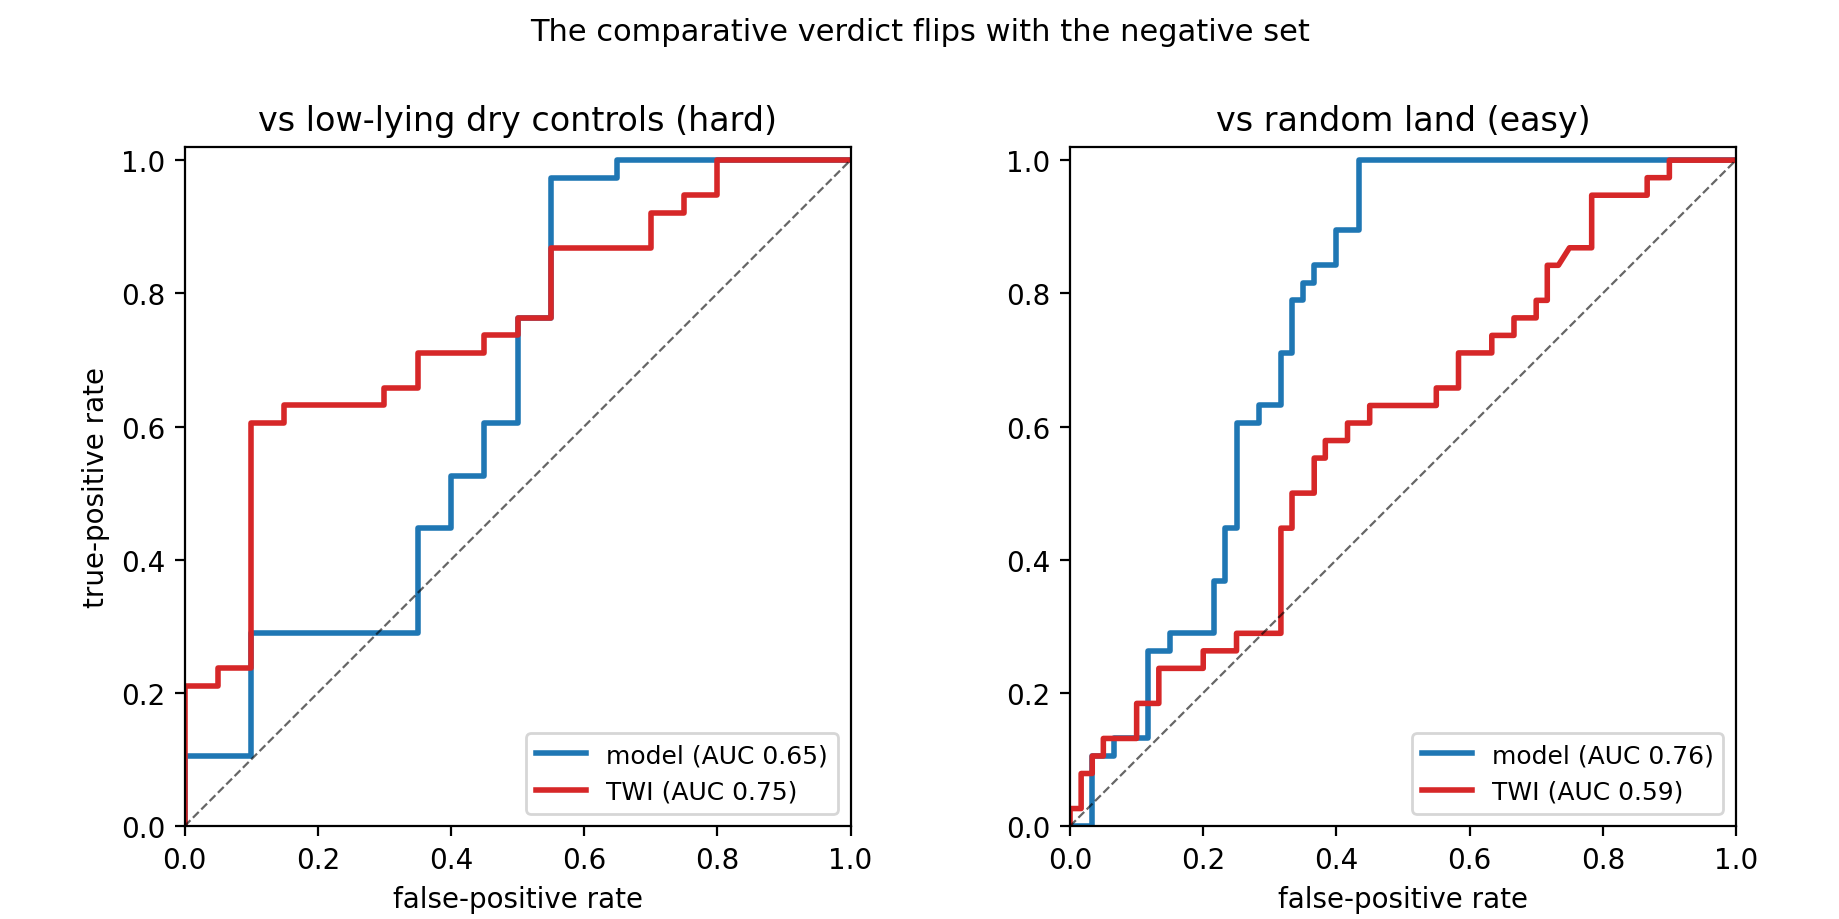 The comparative verdict flips with the negative set
vs low-lying dry controls (hard)
true-positive rate
1.0
0.8
0.6
0.4
0.2
0.0
0.0 0.2 0.4 0.6 0.8 1.0
false-positive rate
model (AUC 0.65)
TWI (AUC 0.75)
vs random land (easy)
1.0
0.8
0.6
0.4
0.2
0.0
0.0 0.2 0.4 0.6 0.8 1.0
false-positive rate
model (AUC 0.76)
TWI (AUC 0.59)